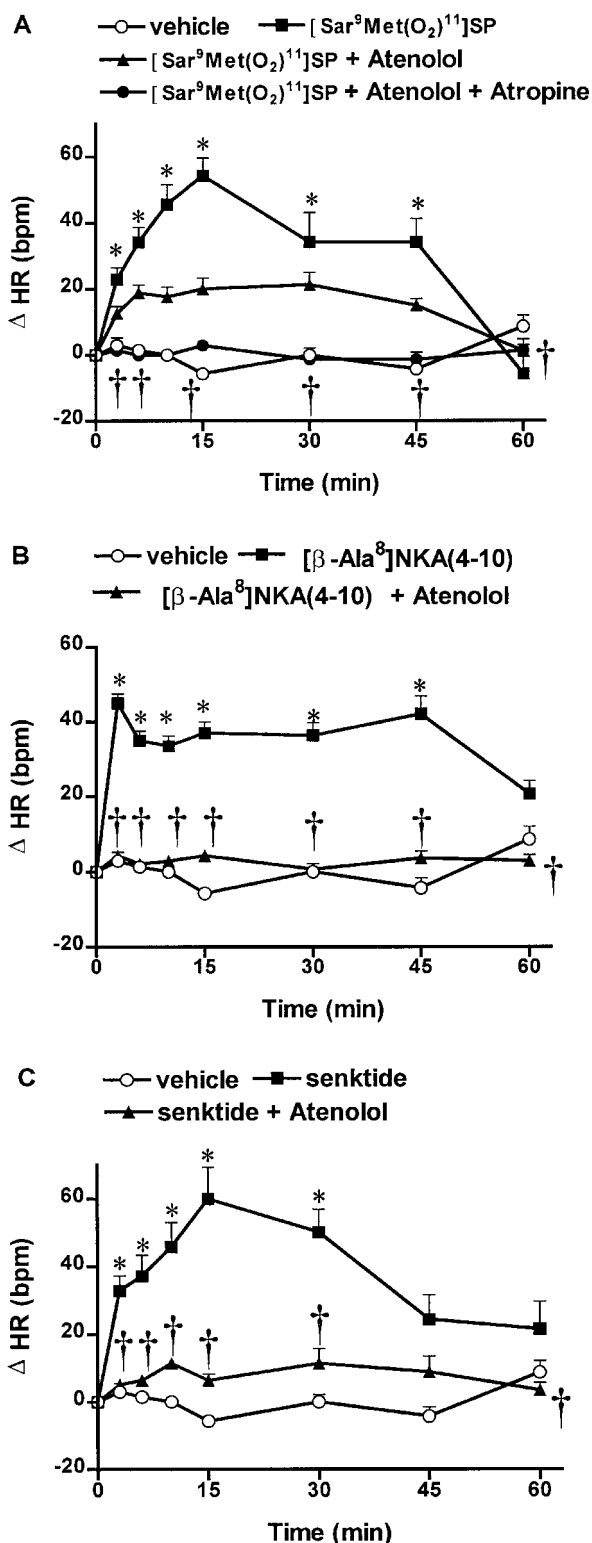 A
vehicle [Sar⁹Met(O₂)¹¹]SP
[Sar⁹Met(O₂)¹¹]SP + Atenolol
[Sar⁹Met(O₂)¹¹]SP + Atenolol + Atropine
60
40
20
0
-20
Δ HR (bpm)
* * * * * *
† † † † † †
0 15 30 45 60
Time (min)
B
vehicle [β-Ala⁸]NKA(4-10)
[β-Ala⁸]NKA(4-10) + Atenolol
60
40
20
0
-20
Δ HR (bpm)
* * * * * *
† † † † † † †
0 15 30 45 60
Time (min)
C
vehicle senktide
senktide + Atenolol
60
40
20
0
-20
Δ HR (bpm)
* * * * *
† † † † † †
0 15 30 45 60
Time (min)